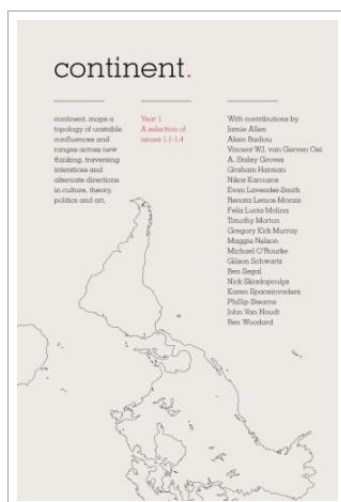 continent.
continent. maps a
topology of unstable
confluences and
ranges across new
thinking, traversing
interstices and
alternate directions
in culture, theory,
politics and art.
Year 1
A selection of
issues 1.1-1.4
With contributions by
Jamie Allen
Alain Badiou
Vincent W.J. van Gerven Oei
A. Staley Groves
Graham Harman
Nikos Karouzos
Evan Lavender-Smith
Renata Lemos-Morais
Feliz Lucia Molina
Timothy Morton
Gregory Kirk Murray
Maggie Nelson
Michael O'Rourke
Gilson Schwartz
Ben Segal
Nick Skiadopoulos
Karen Spaceinvaders
Phillip Stearns
John Van Houdt
Ben Woodard